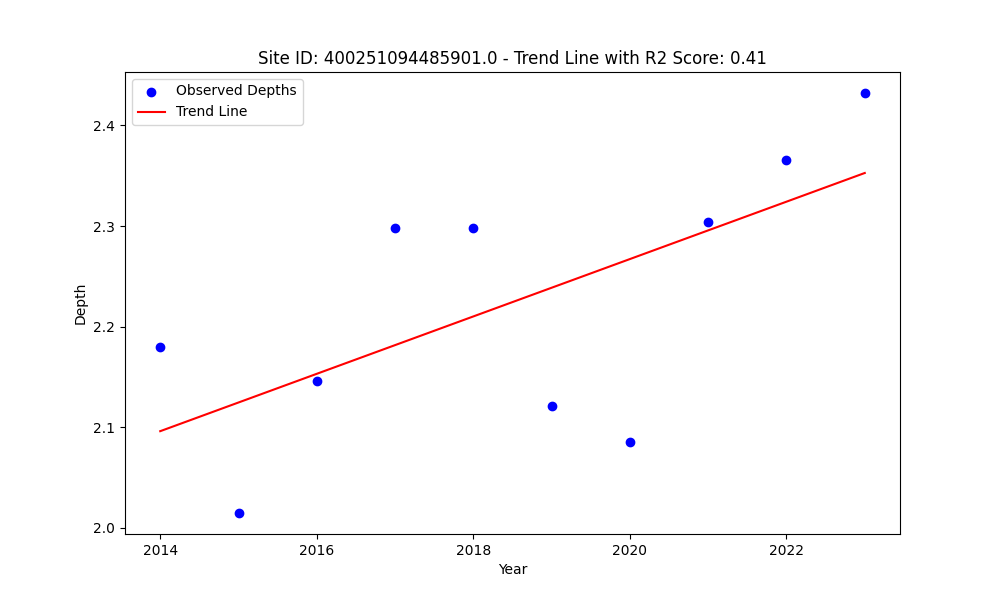 Site ID: 400251094485901.0 - Trend Line with R2 Score: 0.41
Observed Depths
Trend Line
2.4
2.3
2.2
2.1
2.0
Depth
2014
2016
2018
2020
2022
Year